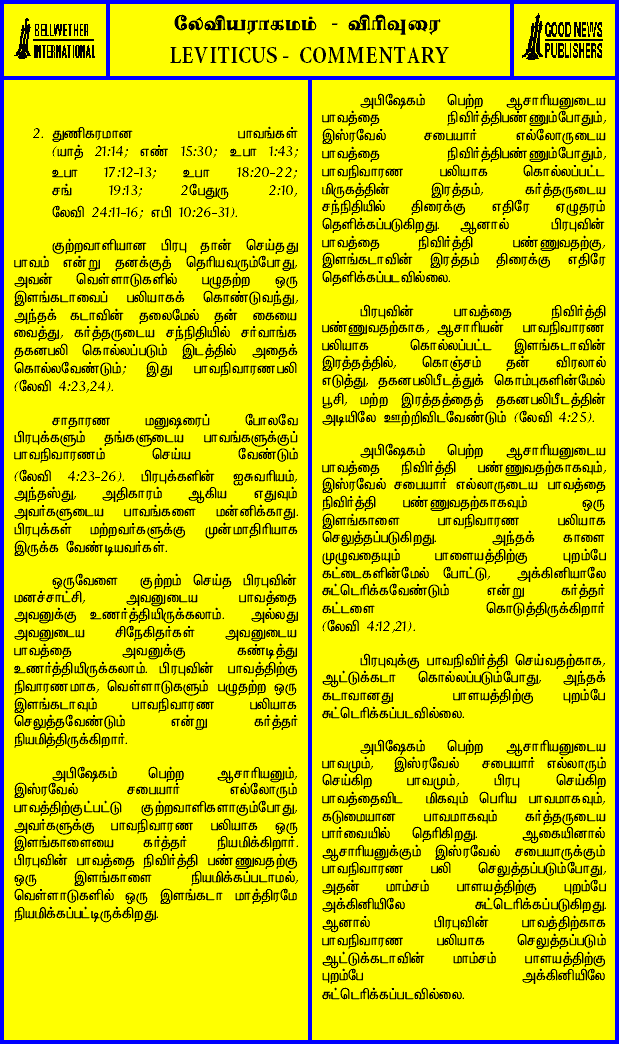 BELLWETHER
INTERNATIONAL
லேவியராகமம் - விரிவுரை
LEVITICUS - COMMENTARY
GOOD NEWS
PUBLISHERS
2. துணிகரமான பாவங்கள்
(யாத் 21:14; எண் 15:30; உபா 1:43;
உபா 17:12-13; உபா 18:20-22;
சங் 19:13; 2பேதுரு 2:10,
லேவி 24:11-16; எபி 10:26-31).
குற்றவாளியான பிரபு தான் செய்தது
பாவம் என்று தனக்குத் தெரியவரும்போது,
அவன் வெள்ளாடுகளில் பழுதற்ற ஒரு
இளங்கடாவைப் பலியாகக் கொண்டுவந்து,
அந்தக் கடாவின் தலைமேல் தன் கையை
வைத்து, கர்த்தருடைய சந்நிதியில் சர்வாங்க
தகனபலி கொல்லப்படும் இடத்தில் அதைக்
கொல்லவேண்டும்; இது பாவநிவாரணபலி
(லேவி 4:23,24).
சாதாரண மனுஷரைப் போலவே
பிரபுக்களும் தங்களுடைய பாவங்களுக்குப்
பாவநிவாரணம் செய்ய வேண்டும்
(லேவி 4:23-26). பிரபுக்களின் ஐசுவரியம்,
அந்தஸ்து, அதிகாரம் ஆகிய எதுவும்
அவர்களுடைய பாவங்களை மன்னிக்காது.
பிரபுக்கள் மற்றவர்களுக்கு முன்மாதிரியாக
இருக்க வேண்டியவர்கள்.
ஒருவேளை குற்றம் செய்த பிரபுவின்
மனச்சாட்சி, அவனுடைய பாவத்தை
அவனுக்கு உணர்த்தியிருக்கலாம். அல்லது
அவனுடைய சிநேகிதர்கள் அவனுடைய
பாவத்தை அவனுக்கு கண்டித்து
உணர்த்தியிருக்கலாம். பிரபுவின் பாவத்திற்கு
நிவாரணமாக, வெள்ளாடுகளும் பழுதற்ற ஒரு
இளங்கடாவும் பாவநிவாரண பலியாக
செலுத்தவேண்டும் என்று கர்த்தர்
நியமித்திருக்கிறார்.
அபிஷேகம் பெற்ற ஆசாரியனும்,
இஸ்ரவேல் சபையார் எல்லோரும்
பாவத்திற்குட்பட்டு குற்றவாளிகளாகும்போது,
அவர்களுக்கு பாவநிவாரண பலியாக ஒரு
இளங்காளையை கர்த்தர் நியமிக்கிறார்.
பிரபுவின் பாவத்தை நிவிர்த்தி பண்ணுவதற்கு
ஒரு இளங்காளை நியமிக்கப்படாமல்,
வெள்ளாடுகளில் ஒரு இளங்கடா மாத்திரமே
நியமிக்கப்பட்டிருக்கிறது.
அபிஷேகம் பெற்ற ஆசாரியனுடைய
பாவத்தை நிவிர்த்திபண்ணும்போதும்,
இஸ்ரவேல் சபையார் எல்லோருடைய
பாவத்தை நிவிர்த்திபண்ணும்போதும்,
பாவநிவாரண பலியாக கொல்லப்பட்ட
மிருகத்தின் இரத்தம், கர்த்தருடைய
சந்நிதியில் திரைக்கு எதிரே ஏழுதரம்
தெளிக்கப்படுகிறது. ஆனால் பிரபுவின்
பாவத்தை நிவிர்த்தி பண்ணுவதற்கு,
இளங்கடாவின் இரத்தம் திரைக்கு எதிரே
தெளிக்கப்படவில்லை.
பிரபுவின் பாவத்தை நிவிர்த்தி
பண்ணுவதற்காக, ஆசாரியன் பாவநிவாரண
பலியாக கொல்லப்பட்ட இளங்கடாவின்
இரத்தத்தில், கொஞ்சம் தன் விரலால்
எடுத்து, தகனபலிபீடத்துக் கொம்புகளின்மேல்
பூசி, மற்ற இரத்தத்தைத் தகனபலிபீடத்தின்
அடியிலே ஊற்றிவிடவேண்டும் (லேவி 4:25).
அபிஷேகம் பெற்ற ஆசாரியனுடைய
பாவத்தை நிவிர்த்தி பண்ணுவதற்காகவும்,
இஸ்ரவேல் சபையார் எல்லாருடைய பாவத்தை
நிவிர்த்தி பண்ணுவதற்காகவும் ஒரு
இளங்காளை பாவநிவாரண பலியாக
செலுத்தப்படுகிறது. அந்தக் காளை
முழுவதையும் பாளையத்திற்கு புறம்பே
கட்டைகளின்மேல் போட்டு, அக்கினியாலே
சுட்டெரிக்கவேண்டும் என்று கர்த்தர்
கட்டளை கொடுத்திருக்கிறார்
(லேவி 4:12,21).
பிரபுவுக்கு பாவநிவிர்த்தி செய்வதற்காக,
ஆட்டுக்கடா கொல்லப்படும்போது, அந்தக்
கடாவானது பாளையத்திற்கு புறம்பே
சுட்டெரிக்கப்படவில்லை.
அபிஷேகம் பெற்ற ஆசாரியனுடைய
பாவமும், இஸ்ரவேல் சபையார் எல்லாரும்
செய்கிற பாவமும், பிரபு செய்கிற
பாவத்தைவிட மிகவும் பெரிய பாவமாகவும்,
கடுமையான பாவமாகவும் கர்த்தருடைய
பார்வையில் தெரிகிறது. ஆகையினால்
ஆசாரியனுக்கும் இஸ்ரவேல் சபையாருக்கும்
பாவநிவாரண பலி செலுத்தப்படும்போது,
அதன் மாம்சம் பாளையத்திற்கு புறம்பே
அக்கினியிலே சுட்டெரிக்கப்படுகிறது.
ஆனால் பிரபுவின் பாவத்திற்காக
பாவநிவாரண பலியாக செலுத்தப்படும்
ஆட்டுக்கடாவின் மாம்சம் பாளையத்திற்கு
புறம்பே அக்கினியிலே
சுட்டெரிக்கப்படவில்லை.